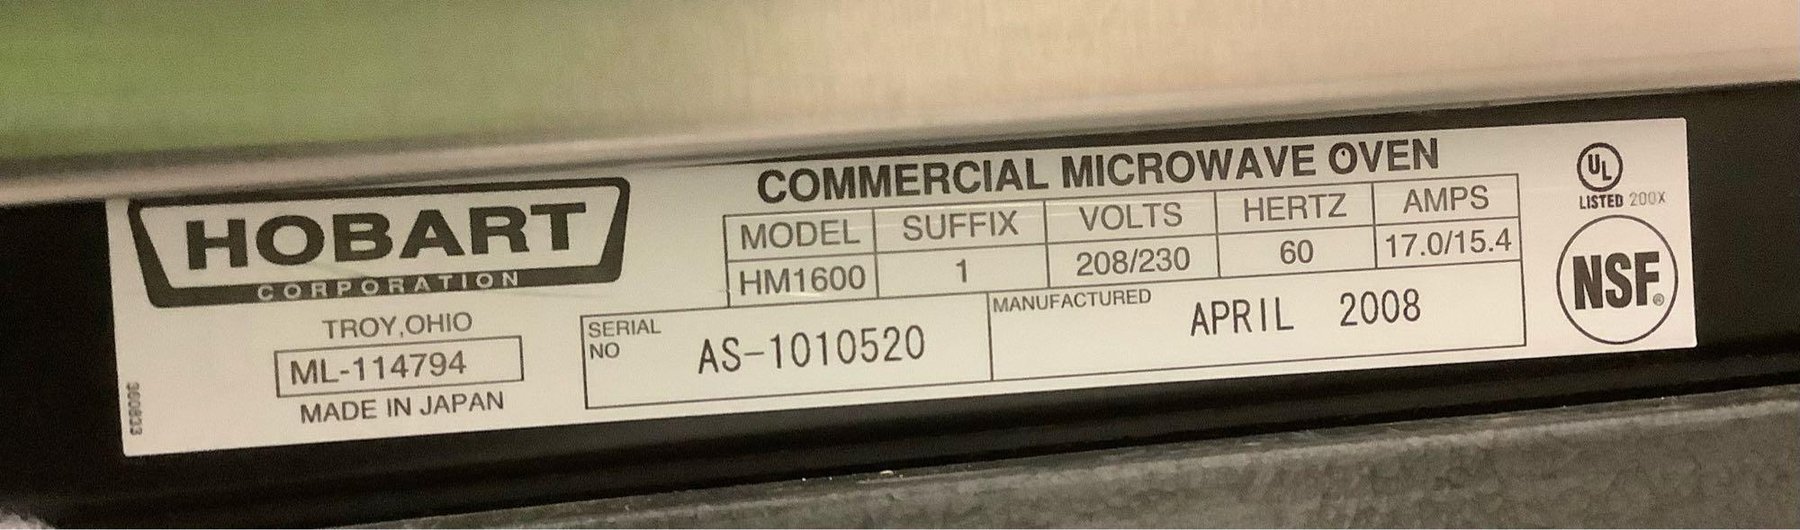 HOBART
CORPORATION
TROY,OHIO
ML-114794
MADE IN JAPAN
360833
COMMERCIAL MICROWAVE OVEN
MODEL SUFFIX VOLTS HERTZ AMPS
HM1600 1 208/230 60 17.0/15.4
SERIAL NO AS-1010520
MANUFACTURED APRIL 2008
UL
LISTED 200X
NSF®